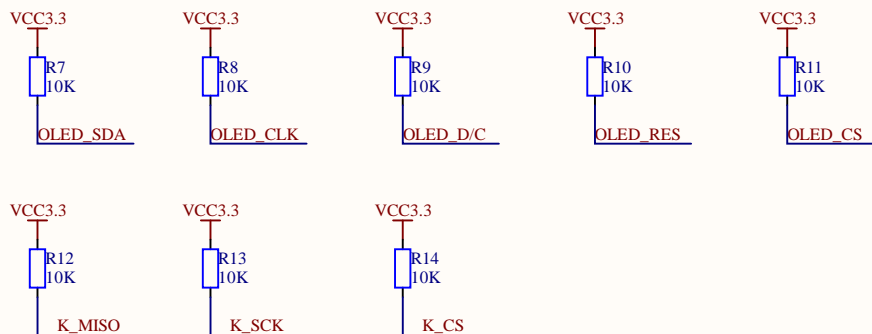 VCC3.3 VCC3.3 VCC3.3 VCC3.3 VCC3.3
R7 R8 R9 R10 R11
10K 10K 10K 10K 10K
OLED_SDA OLED_CLK OLED_D/C OLED_RES OLED_CS
VCC3.3 VCC3.3 VCC3.3
R12 R13 R14
10K 10K 10K
K_MISO K_SCK K_CS